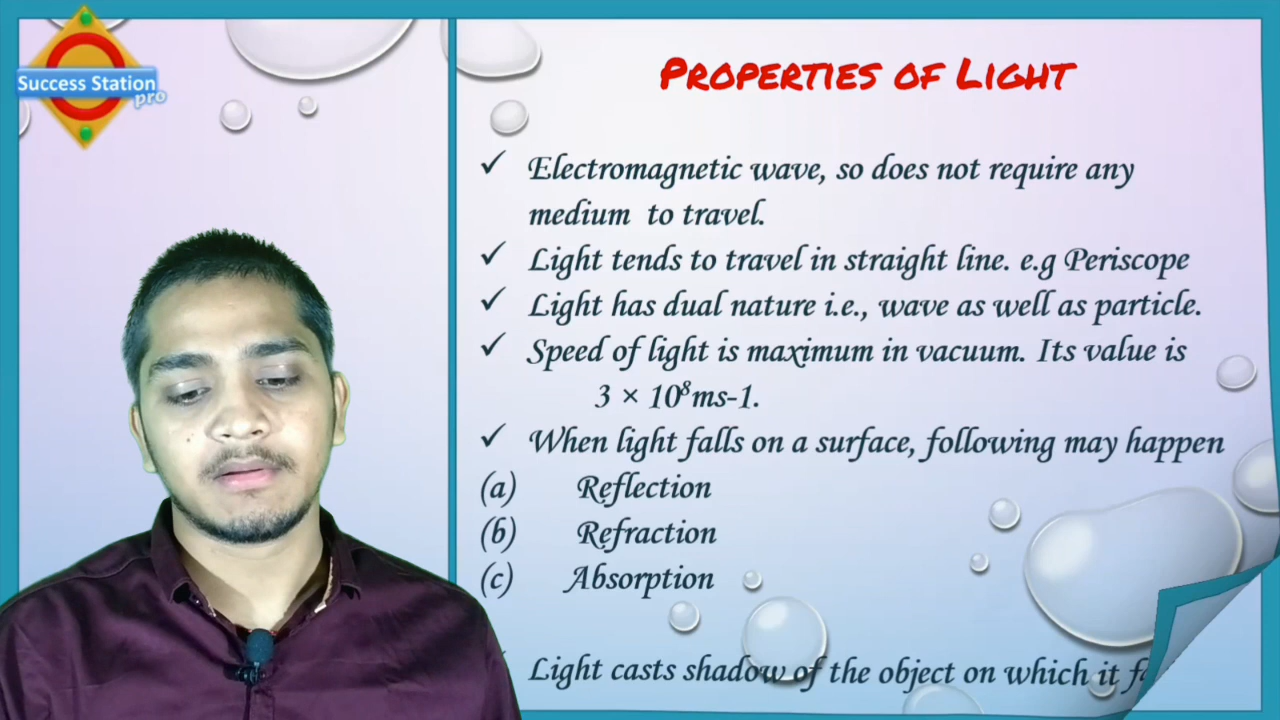 Success Station
pro
Properties of Light
✓ Electromagnetic wave, so does not require any
medium to travel.
✓ Light tends to travel in straight line. e.g Periscope
✓ Light has dual nature i.e., wave as well as particle.
✓ Speed of light is maximum in vacuum. Its value is
3 × 10⁸ms-1.
✓ When light falls on a surface, following may happen
(a) Reflection
(b) Refraction
(c) Absorption
Light casts shadow of the object on which it